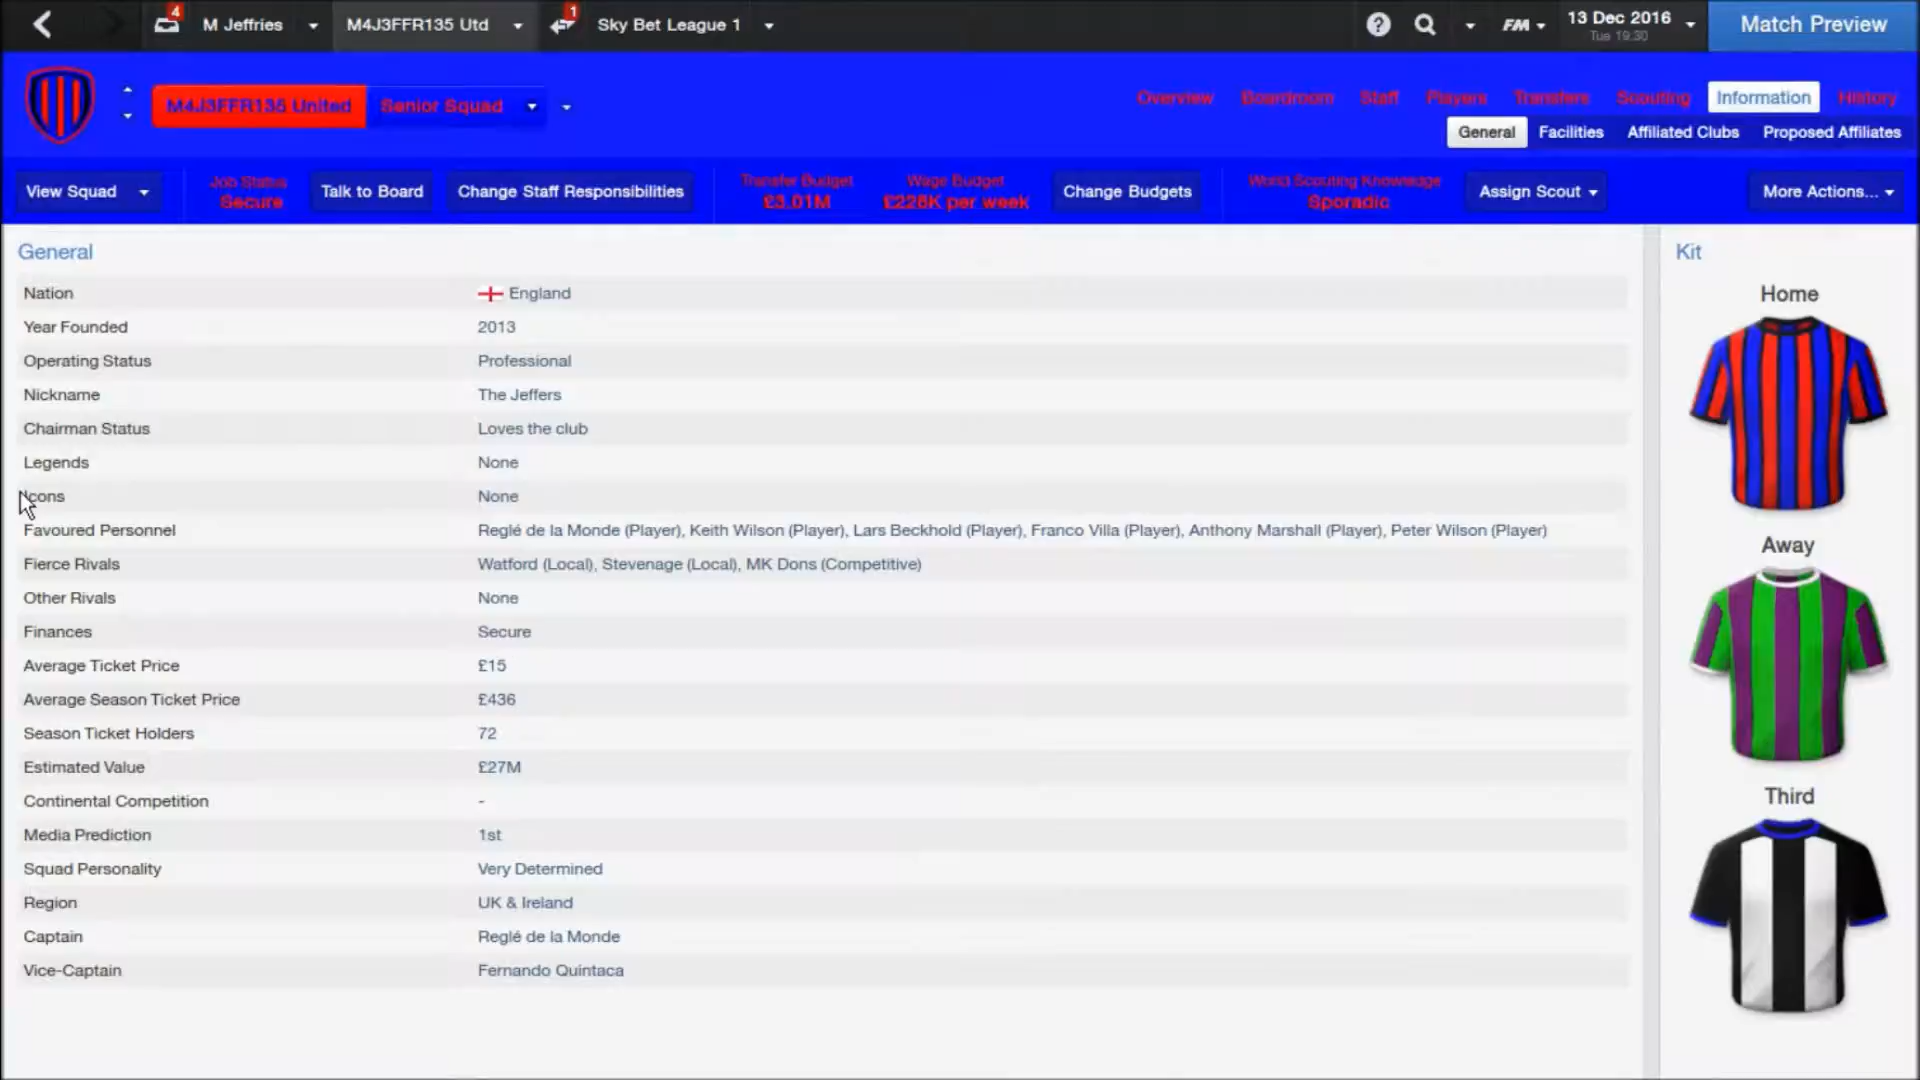 4
M Jeffries
M4J3FFR135 Utd
1
Sky Bet League 1
?
FM
13 Dec 2016
Tue 19:30
Match Preview
M4J3FFR135 United
Senior Squad
Overview
Boardroom
Staff
Players
Transfers
Scouting
Information
History
General
Facilities
Affiliated Clubs
Proposed Affiliates
View Squad
Job Status
Secure
Talk to Board
Change Staff Responsibilities
Transfer Budget
£3.01M
Wage Budget
£228K per week
Change Budgets
World Scouting Knowledge
Sporadic
Assign Scout
More Actions...
General
Nation England
Year Founded 2013
Operating Status Professional
Nickname The Jeffers
Chairman Status Loves the club
Legends None
Icons None
Favoured Personnel Reglé de la Monde (Player), Keith Wilson (Player), Lars Beckhold (Player), Franco Villa (Player), Anthony Marshall (Player), Peter Wilson (Player)
Fierce Rivals Watford (Local), Stevenage (Local), MK Dons (Competitive)
Other Rivals None
Finances Secure
Average Ticket Price £15
Average Season Ticket Price £436
Season Ticket Holders 72
Estimated Value £27M
Continental Competition -
Media Prediction 1st
Squad Personality Very Determined
Region UK & Ireland
Captain Reglé de la Monde
Vice-Captain Fernando Quintaca
Kit
Home
Away
Third